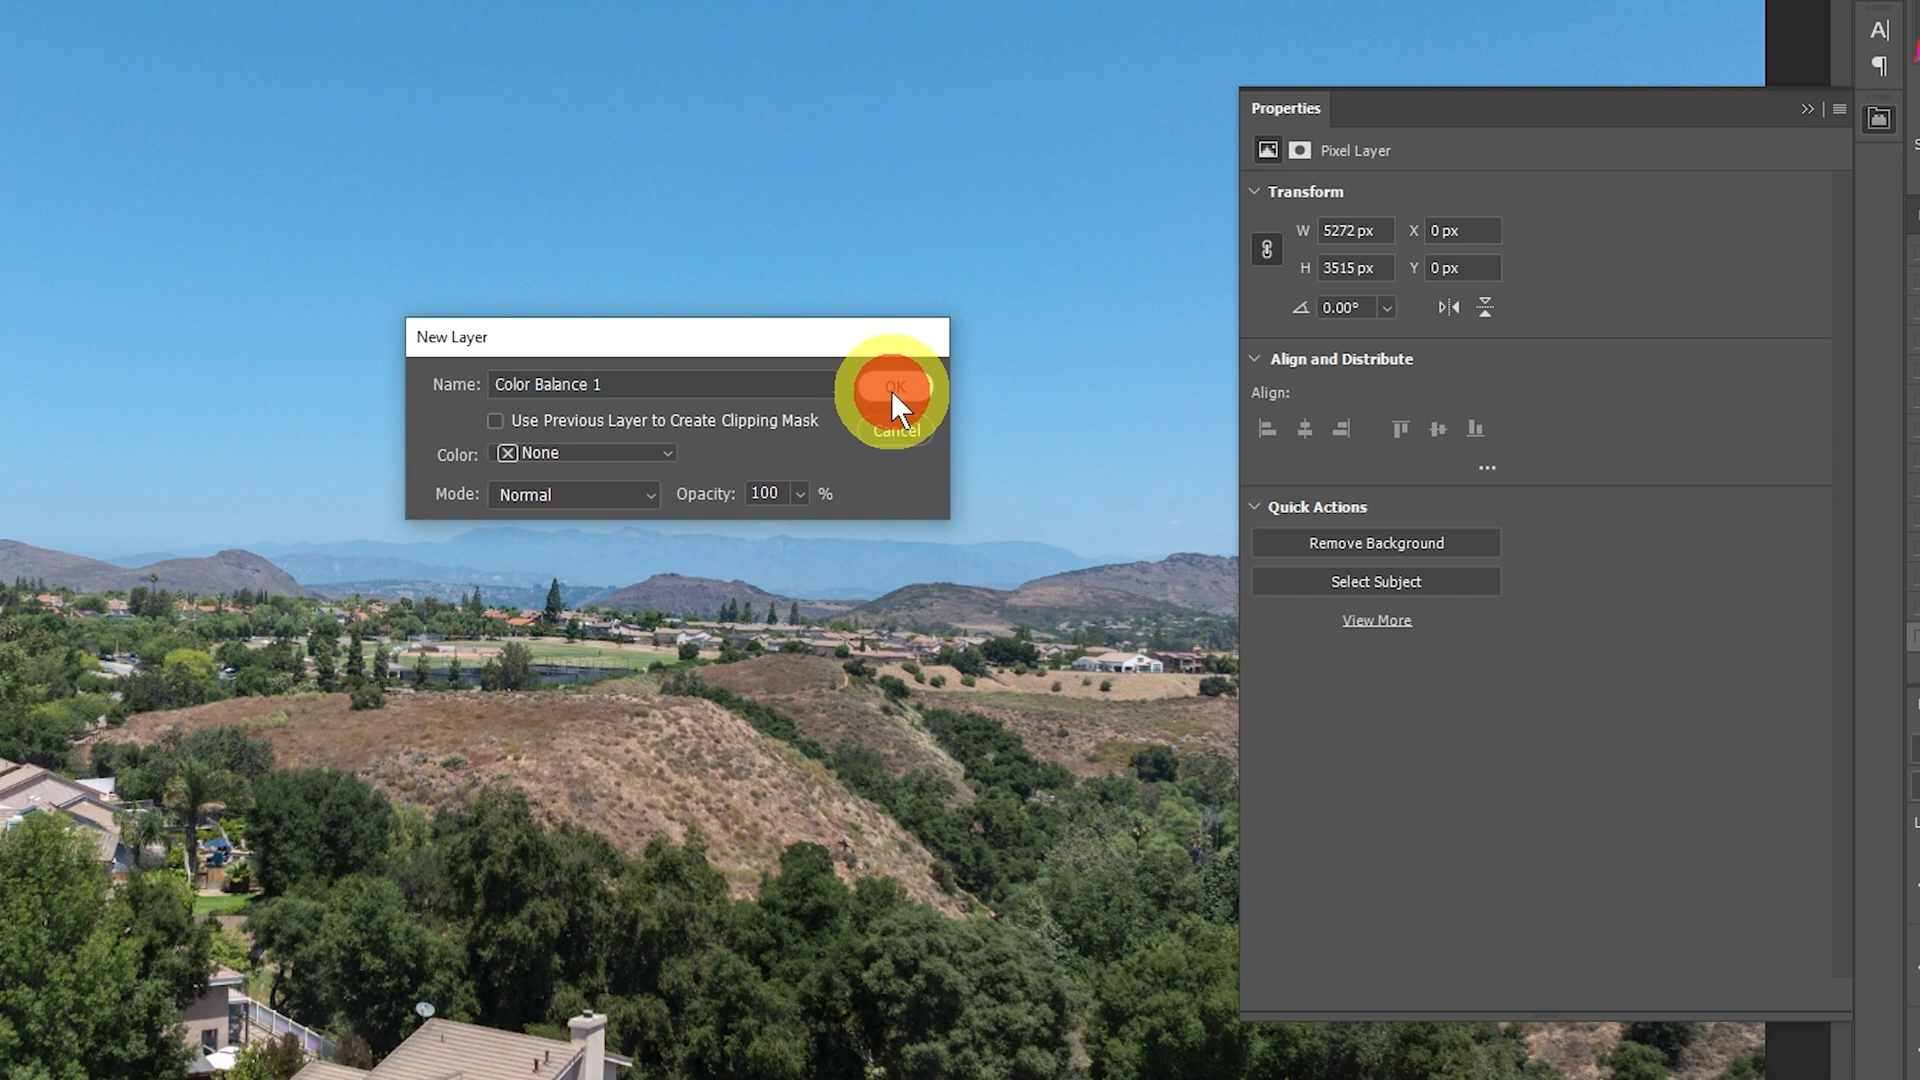 A|
Properties
Pixel Layer
Transform
W 5272 px X 0 px
H 3515 px Y 0 px
0.00°
Align and Distribute
Align:
Quick Actions
Remove Background
Select Subject
View More
New Layer
Name: Color Balance 1
OK
Use Previous Layer to Create Clipping Mask
Cancel
Color: None
Mode: Normal Opacity: 100 %